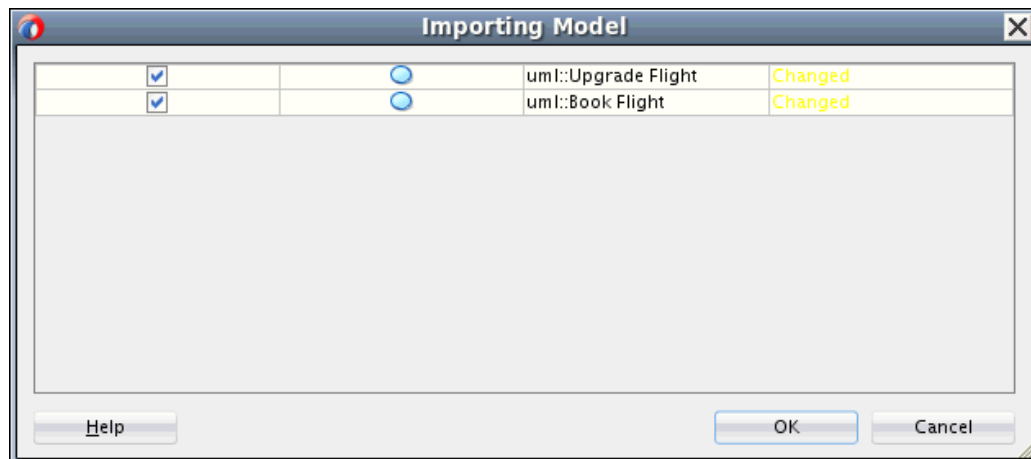 Importing Model
uml::Upgrade Flight Changed
uml::Book Flight Changed
Help OK Cancel